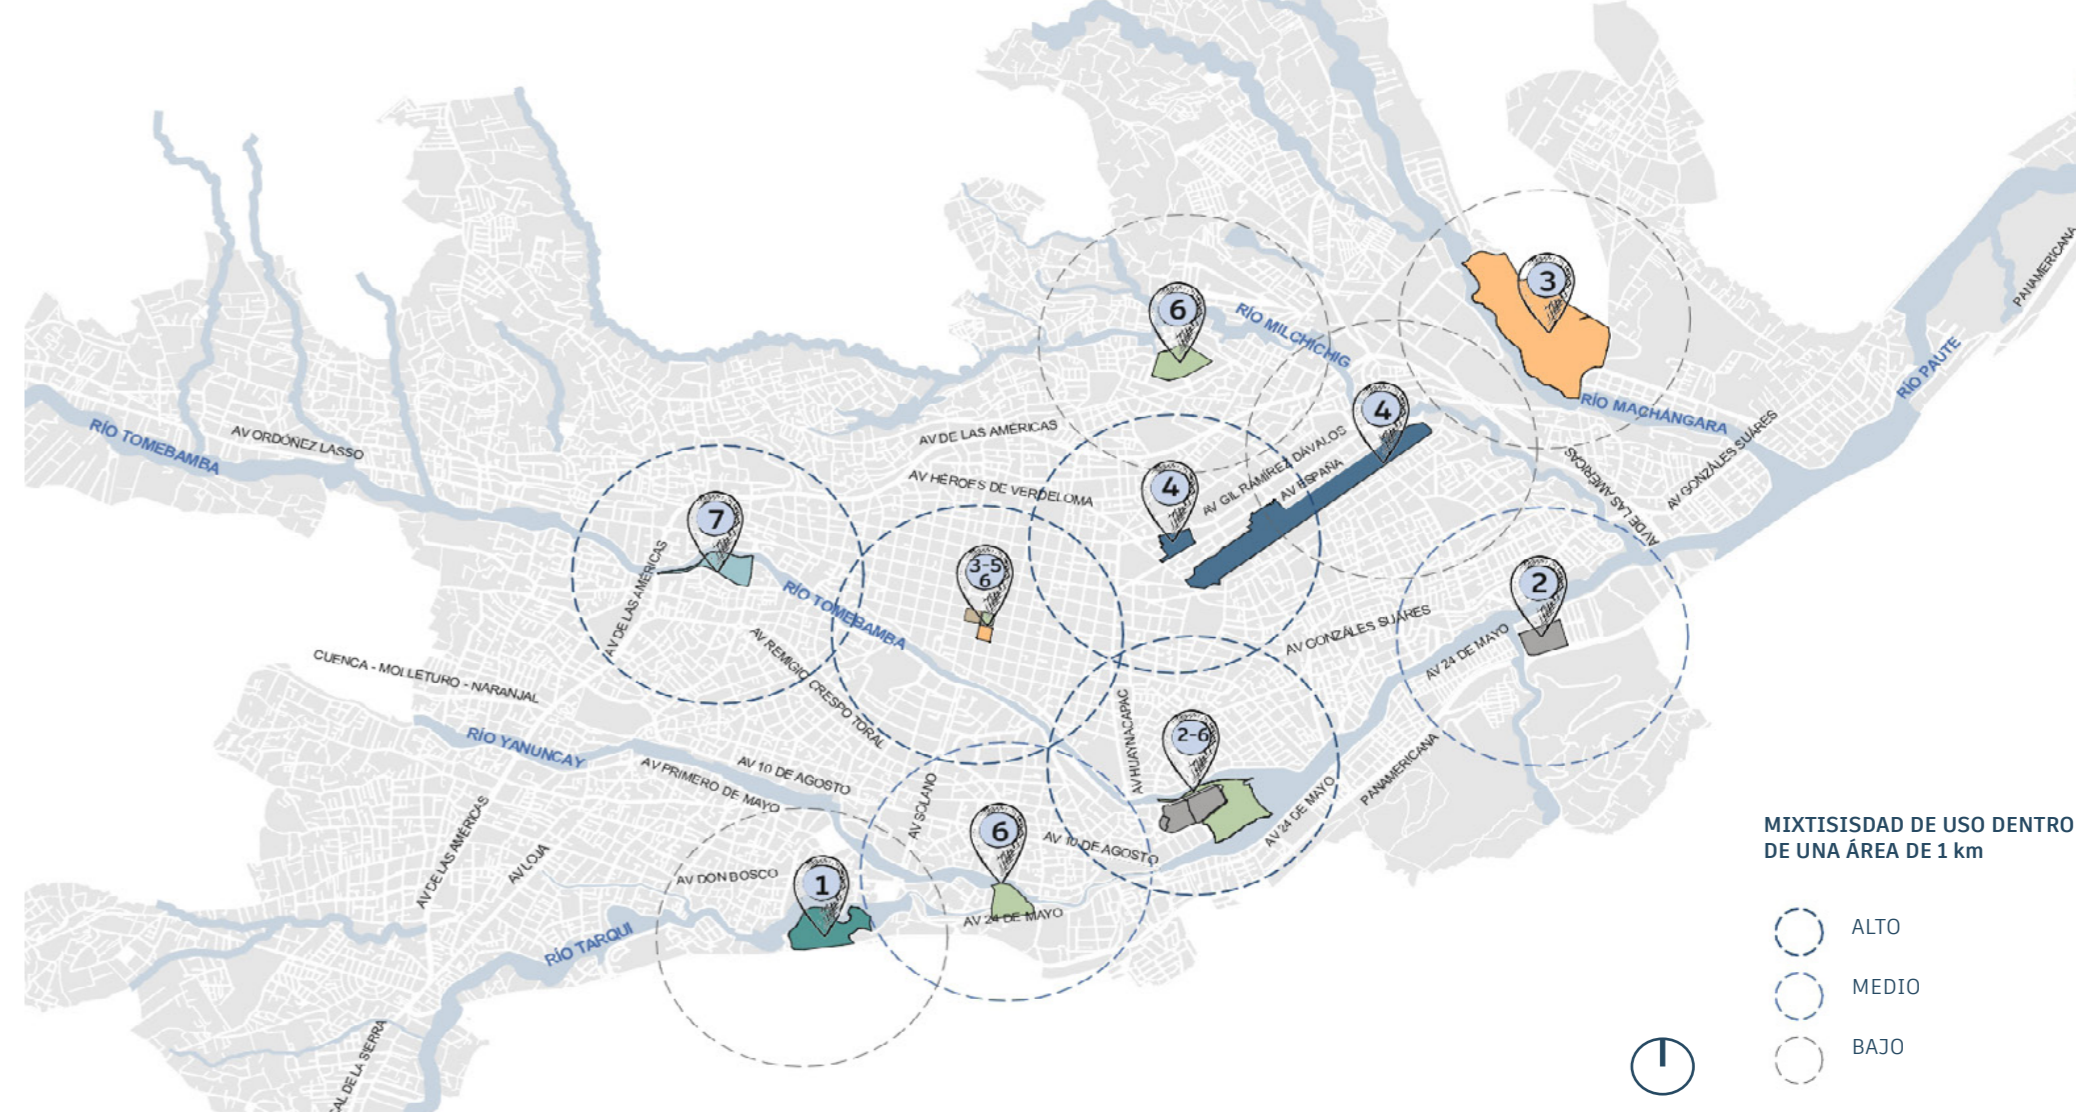 3
6
RÍO MILCHICHIG
4
RÍO MACHÁNGARA
RÍO PAUTE
PANAMERICANA
AV GONZÁLES SUÁRES
AV DE LAS AMÉRICAS
RÍO TOMEBAMBA
AV ORDÓÑEZ LASSO
AV DE LAS AMÉRICAS
AV HÉROES DE VERDELOMA
AV GIL RAMÍREZ DÁVALOS
AV ESPAÑA
4
7
3-5
6
2
AV DE LAS AMÉRICAS
RÍO TOMEBAMBA
AV REMIGIO CRESPO TORAL
AV GONZÁLES SUÁRES
AV 24 DE MAYO
CUENCA - MOLLETURO - NARANJAL
RÍO YANUNCAY
AV PRIMERO DE MAYO
AV 10 DE AGOSTO
AV SOLANO
AV HUAYNACAPAC
2-6
PANAMERICANA
AV 24 DE MAYO
AV 10 DE AGOSTO
6
AV DE LAS AMÉRICAS
AV LOJA
AV DON BOSCO
1
AV 24 DE MAYO
RÍO TARQUI
CAL DE LA SIERRA
MIXTISISDAD DE USO DENTRO
DE UNA ÁREA DE 1 km
ALTO
MEDIO
BAJO